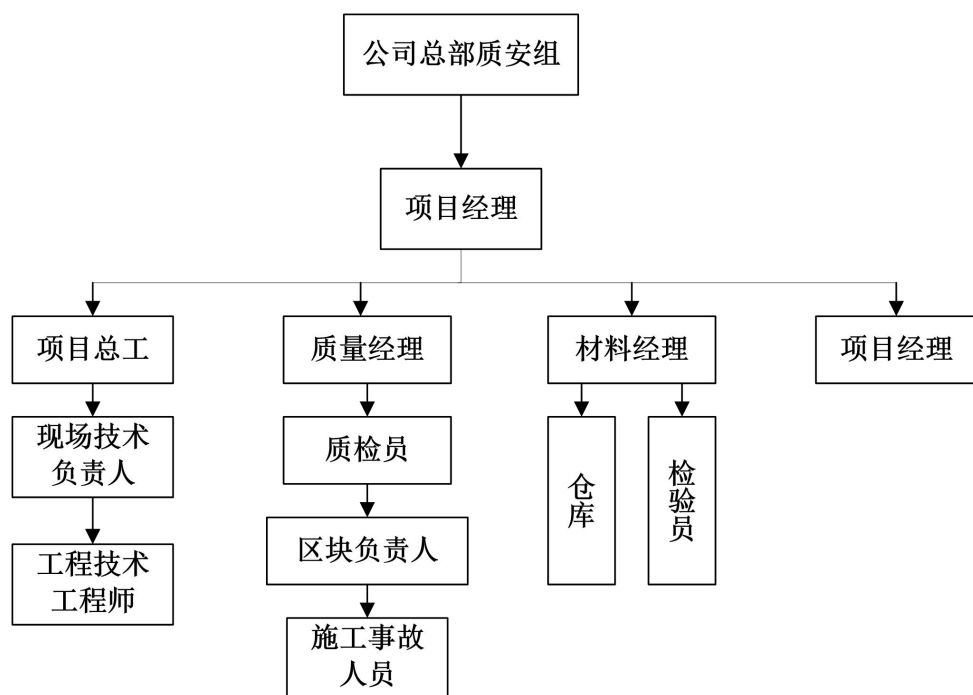 公司总部质安组
项目经理
项目总工
质量经理
材料经理
项目经理
现场技术
负责人
质检员
仓库
检验员
区块负责人
工程技术
工程师
施工事故
人员